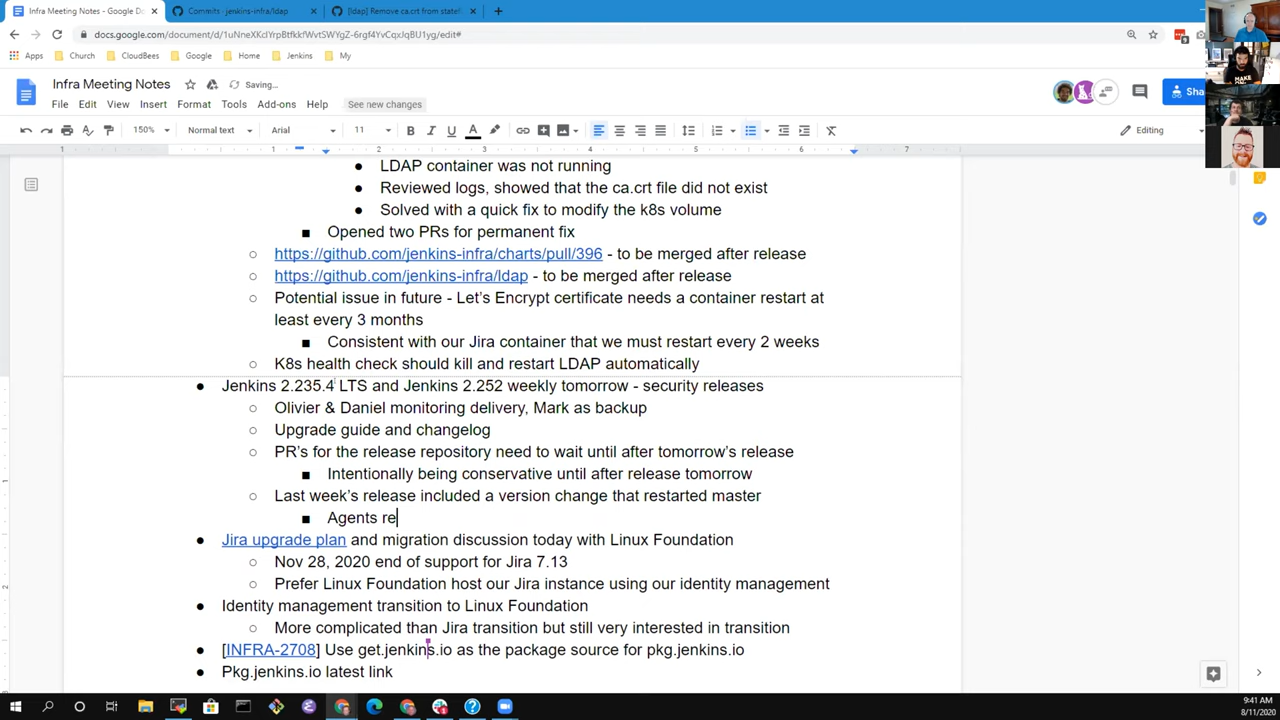 Infra Meeting Notes - Google Do
Commits · jenkins-infra/ldap
[ldap] Remove ca.crt from statef
docs.google.com/document/d/1uNneXKclYrpBtfkkfWvtSWYgZ-6rgf4YvCqxJqBU1yg/edit#
Apps
Church
CloudBees
Google
Home
Jenkins
My
Infra Meeting Notes
Saving...
File Edit View Insert Format Tools Add-ons Help
See new changes
Sha
150%
Normal text
Arial
11
Editing
1 1 2 3 4 5 6 7
LDAP container was not running
Reviewed logs, showed that the ca.crt file did not exist
Solved with a quick fix to modify the k8s volume
Opened two PRs for permanent fix
https://github.com/jenkins-infra/charts/pull/396 - to be merged after release
https://github.com/jenkins-infra/ldap - to be merged after release
Potential issue in future - Let's Encrypt certificate needs a container restart at
least every 3 months
Consistent with our Jira container that we must restart every 2 weeks
K8s health check should kill and restart LDAP automatically
Jenkins 2.235.4 LTS and Jenkins 2.252 weekly tomorrow - security releases
Olivier & Daniel monitoring delivery, Mark as backup
Upgrade guide and changelog
PR's for the release repository need to wait until after tomorrow's release
Intentionally being conservative until after release tomorrow
Last week's release included a version change that restarted master
Agents re
Jira upgrade plan and migration discussion today with Linux Foundation
Nov 28, 2020 end of support for Jira 7.13
Prefer Linux Foundation host our Jira instance using our identity management
Identity management transition to Linux Foundation
More complicated than Jira transition but still very interested in transition
[INFRA-2708] Use get.jenkins.io as the package source for pkg.jenkins.io
Pkg.jenkins.io latest link
9:41 AM
8/11/2020